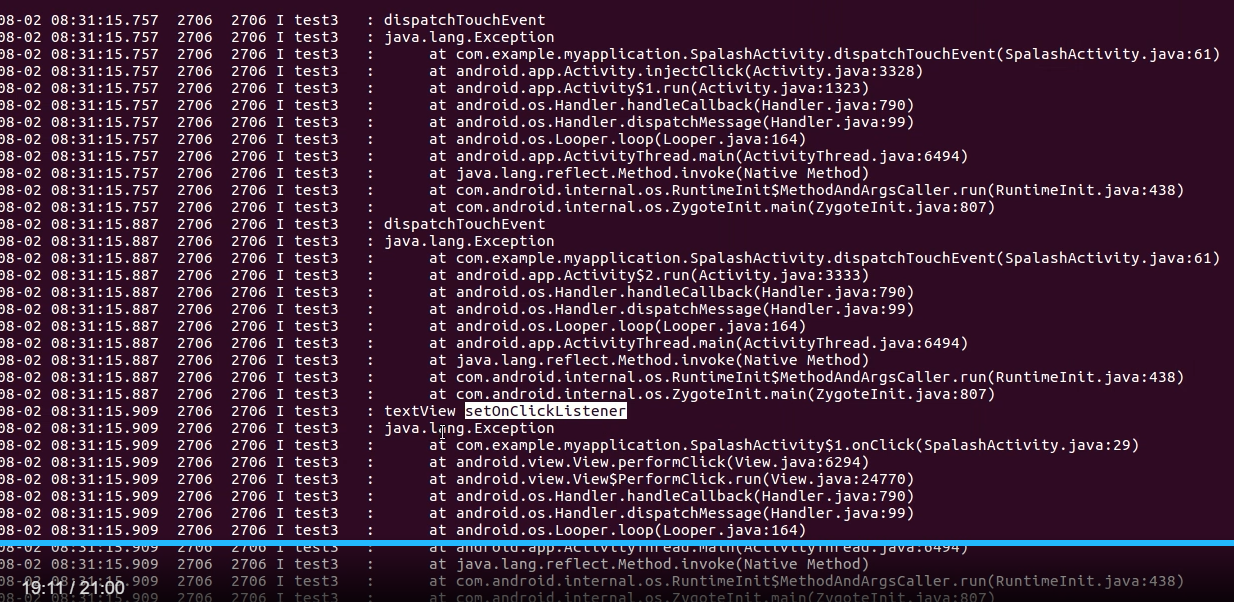 08-02 08:31:15.757  2706  2706 I test3   : dispatchTouchEvent
08-02 08:31:15.757  2706  2706 I test3   : java.lang.Exception
08-02 08:31:15.757  2706  2706 I test3   :      at com.example.myapplication.SpalashActivity.dispatchTouchEvent(SpalashActivity.java:61)
08-02 08:31:15.757  2706  2706 I test3   :      at android.app.Activity.injectClick(Activity.java:3328)
08-02 08:31:15.757  2706  2706 I test3   :      at android.app.Activity$1.run(Activity.java:1323)
08-02 08:31:15.757  2706  2706 I test3   :      at android.os.Handler.handleCallback(Handler.java:790)
08-02 08:31:15.757  2706  2706 I test3   :      at android.os.Handler.dispatchMessage(Handler.java:99)
08-02 08:31:15.757  2706  2706 I test3   :      at android.os.Looper.loop(Looper.java:164)
08-02 08:31:15.757  2706  2706 I test3   :      at android.app.ActivityThread.main(ActivityThread.java:6494)
08-02 08:31:15.757  2706  2706 I test3   :      at java.lang.reflect.Method.invoke(Native Method)
08-02 08:31:15.757  2706  2706 I test3   :      at com.android.internal.os.RuntimeInit$MethodAndArgsCaller.run(RuntimeInit.java:438)
08-02 08:31:15.757  2706  2706 I test3   :      at com.android.internal.os.ZygoteInit.main(ZygoteInit.java:807)
08-02 08:31:15.887  2706  2706 I test3   : dispatchTouchEvent
08-02 08:31:15.887  2706  2706 I test3   : java.lang.Exception
08-02 08:31:15.887  2706  2706 I test3   :      at com.example.myapplication.SpalashActivity.dispatchTouchEvent(SpalashActivity.java:61)
08-02 08:31:15.887  2706  2706 I test3   :      at android.app.Activity$2.run(Activity.java:3333)
08-02 08:31:15.887  2706  2706 I test3   :      at android.os.Handler.handleCallback(Handler.java:790)
08-02 08:31:15.887  2706  2706 I test3   :      at android.os.Handler.dispatchMessage(Handler.java:99)
08-02 08:31:15.887  2706  2706 I test3   :      at android.os.Looper.loop(Looper.java:164)
08-02 08:31:15.887  2706  2706 I test3   :      at android.app.ActivityThread.main(ActivityThread.java:6494)
08-02 08:31:15.887  2706  2706 I test3   :      at java.lang.reflect.Method.invoke(Native Method)
08-02 08:31:15.887  2706  2706 I test3   :      at com.android.internal.os.RuntimeInit$MethodAndArgsCaller.run(RuntimeInit.java:438)
08-02 08:31:15.887  2706  2706 I test3   :      at com.android.internal.os.ZygoteInit.main(ZygoteInit.java:807)
08-02 08:31:15.909  2706  2706 I test3   : textView setOnClickListener
08-02 08:31:15.909  2706  2706 I test3   : java.lang.Exception
08-02 08:31:15.909  2706  2706 I test3   :      at com.example.myapplication.SpalashActivity$1.onClick(SpalashActivity.java:29)
08-02 08:31:15.909  2706  2706 I test3   :      at android.view.View.performClick(View.java:6294)
08-02 08:31:15.909  2706  2706 I test3   :      at android.view.View$PerformClick.run(View.java:24770)
08-02 08:31:15.909  2706  2706 I test3   :      at android.os.Handler.handleCallback(Handler.java:790)
08-02 08:31:15.909  2706  2706 I test3   :      at android.os.Handler.dispatchMessage(Handler.java:99)
08-02 08:31:15.909  2706  2706 I test3   :      at android.os.Looper.loop(Looper.java:164)
08-02 08:31:15.909  2706  2706 I test3   :      at android.app.ActivityThread.main(ActivityThread.java:6494)
08-02 08:31:15.909  2706  2706 I test3   :      at java.lang.reflect.Method.invoke(Native Method)
08-02 08:31:15.909  2706  2706 I test3   :      at com.android.internal.os.RuntimeInit$MethodAndArgsCaller.run(RuntimeInit.java:438)
19:11 / 21:00
08-02 08:31:15.909  2706  2706 I test3   :      at com.android.internal.os.ZygoteInit.main(ZygoteInit.java:807)